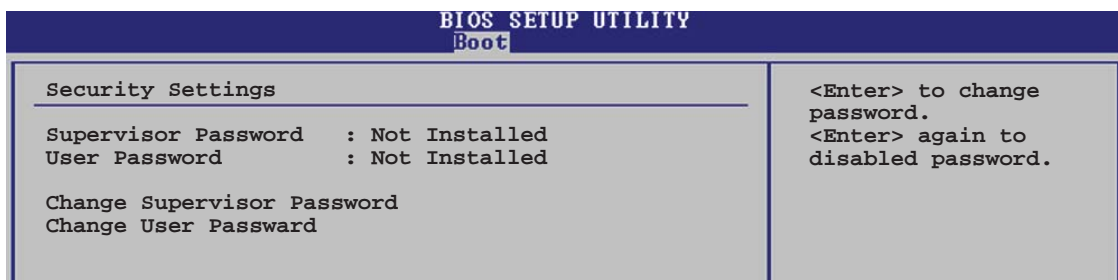 BIOS SETUP UTILITY
Boot
Security Settings
Supervisor Password : Not Installed
User Password : Not Installed
Change Supervisor Password
Change User Passward
<Enter> to change
password.
<Enter> again to
disabled password.